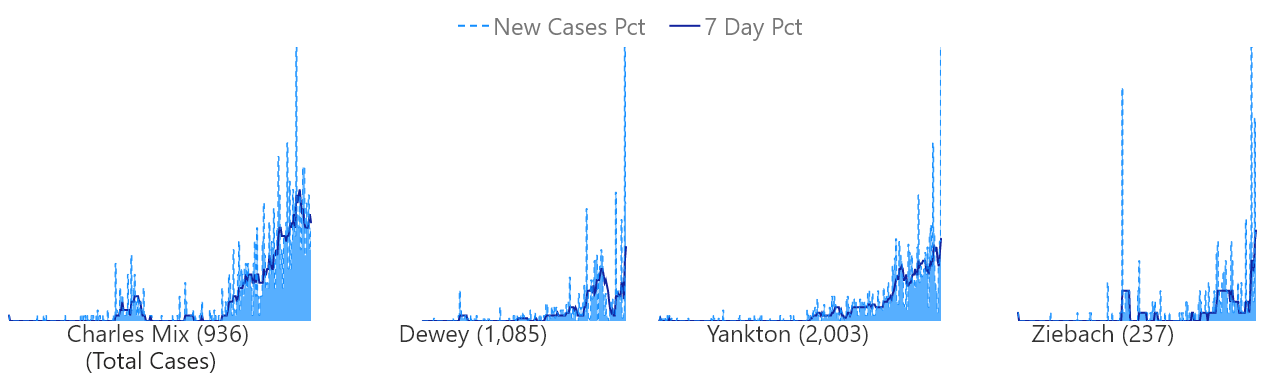 New Cases Pct 7 Day Pct
Charles Mix (936) Dewey (1,085) Yankton (2,003) Ziebach (237)
(Total Cases)